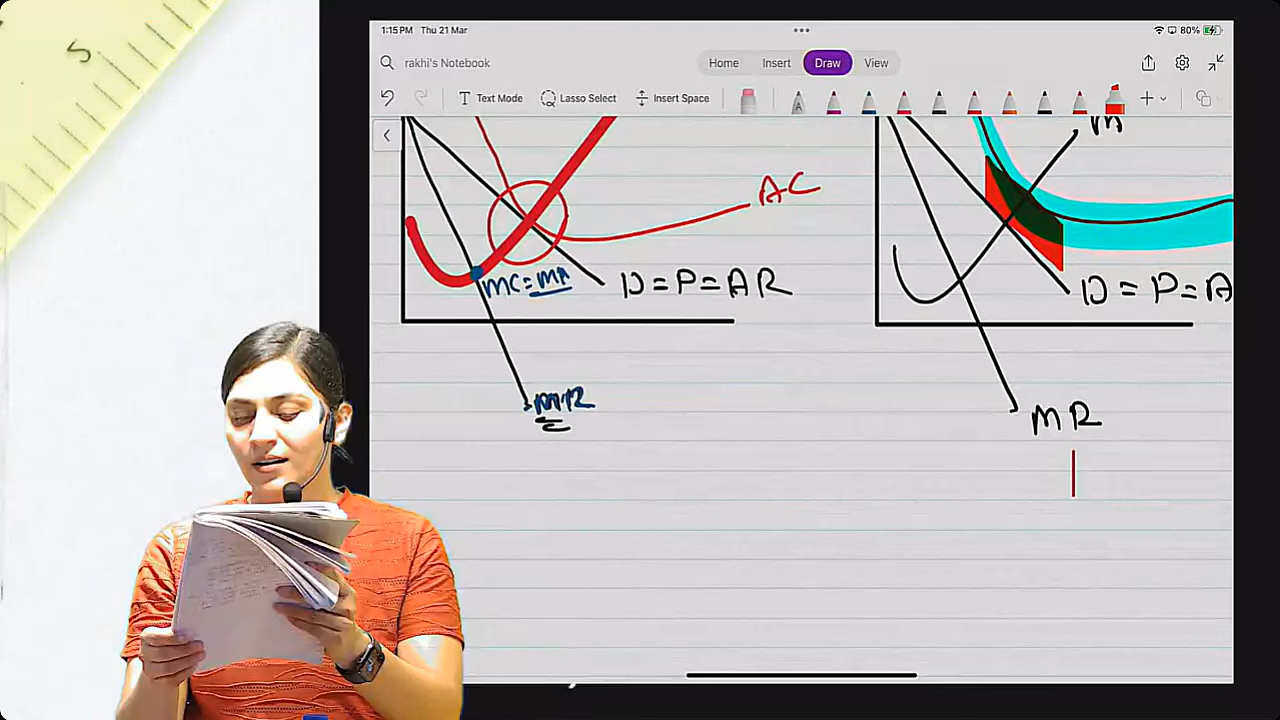 1:15 PM Thu 21 Mar
80%
rakhi's Notebook
Home Insert Draw View
Text Mode Lasso Select Insert Space
A
5
M
AC
MC = MR
D = P = AR
D = P = A
MR
MR